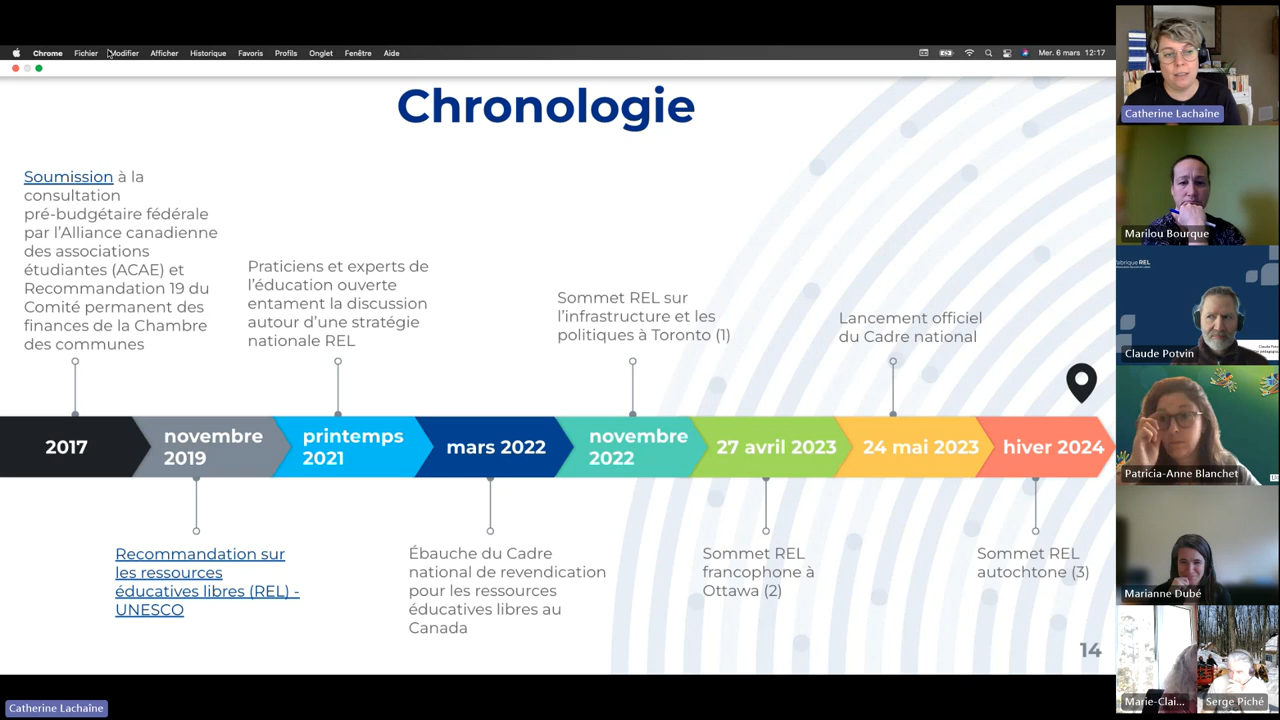 Chrome Fichier Modifier Afficher Historique Favoris Profils Onglet Fenêtre Aide
Mer. 6 mars 12:17
Chronologie
Soumission à la
consultation
pré-budgétaire fédérale
par l’Alliance canadienne
des associations
étudiantes (ACAE) et
Recommandation 19 du
Comité permanent des
finances de la Chambre
des communes
Praticiens et experts de
l’éducation ouverte
entament la discussion
autour d’une stratégie
nationale REL
Sommet REL sur
l’infrastructure et les
politiques à Toronto (1)
Lancement officiel
du Cadre national
2017
novembre
2019
printemps
2021
mars 2022
novembre
2022
27 avril 2023
24 mai 2023
hiver 2024
Recommandation sur
les ressources
éducatives libres (REL) -
UNESCO
Ébauche du Cadre
national de revendication
pour les ressources
éducatives libres au
Canada
Sommet REL
francophone à
Ottawa (2)
Sommet REL
autochtone (3)
14
Catherine Lachaîne
Catherine Lachaîne
Marilou Bourque
fabrique REL
Claude Potvin
Patricia-Anne Blanchet
Marianne Dubé
Marie-Clai...
Serge Piché